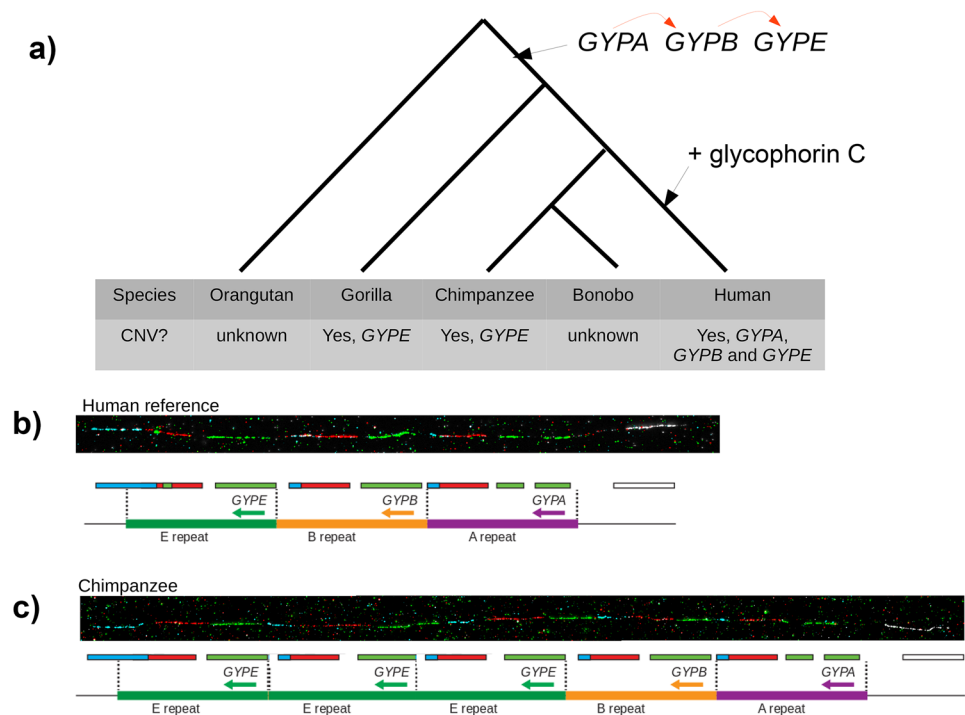 a)
GYPA GYPB GYPE
+ glycophorin C
Species Orangutan Gorilla Chimpanzee Bonobo Human
CNV? unknown Yes, GYPE Yes, GYPE unknown Yes, GYPA,
GYPB and GYPE
b)
Human reference
GYPE GYPB GYPA
E repeat B repeat A repeat
c)
Chimpanzee
GYPE GYPE GYPE GYPB GYPA
E repeat E repeat E repeat B repeat A repeat